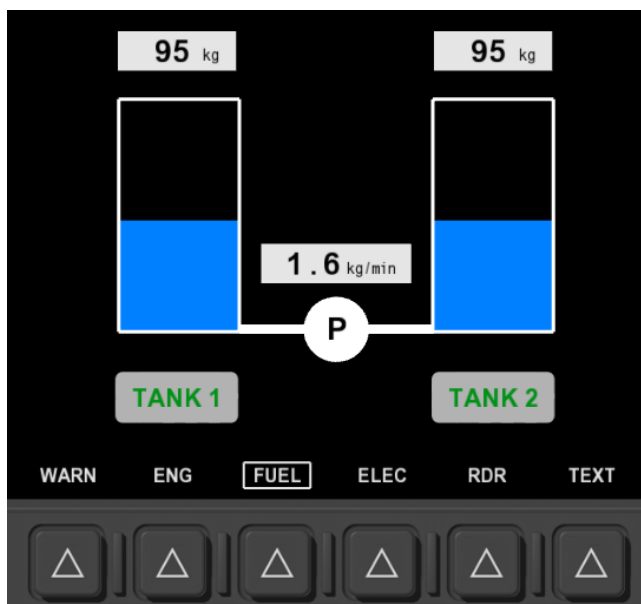 95 kg 95 kg
1.6 kg/min
P
TANK 1 TANK 2
WARN ENG FUEL ELEC RDR TEXT